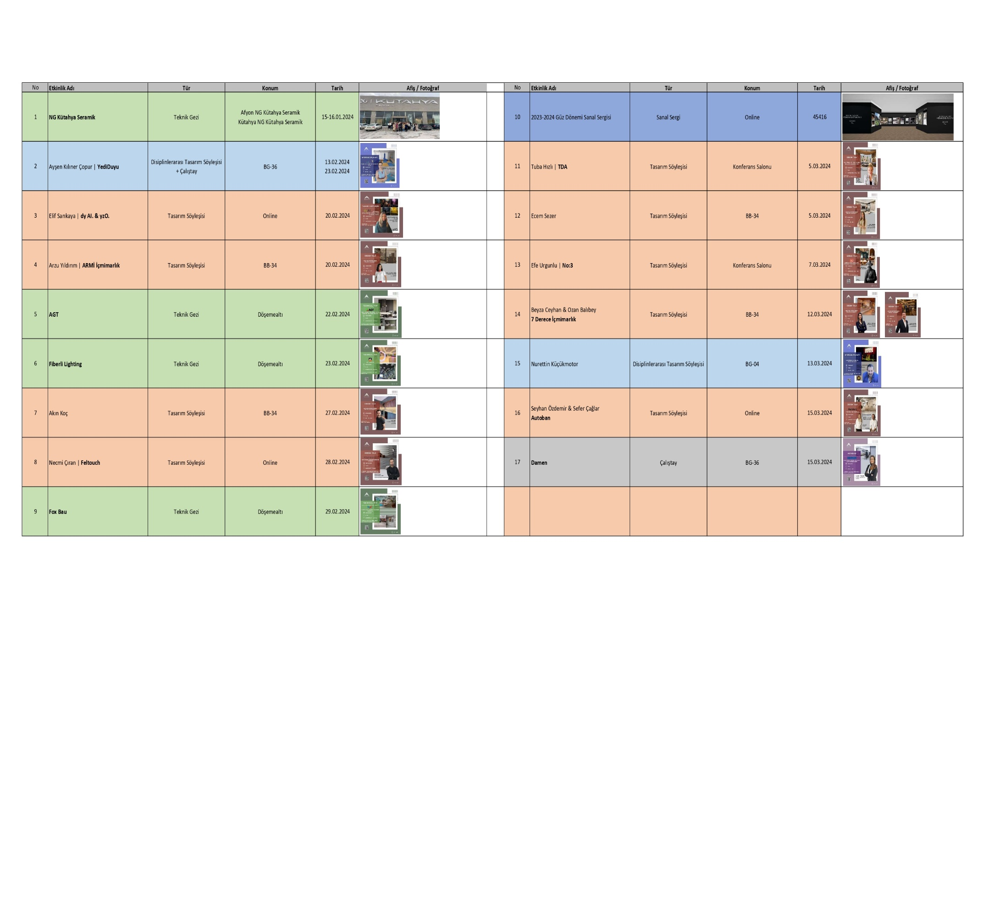 No Etkinlik Adı Tür Konum Tarih Afiş / Fotoğraf
1 NG Kütahya Seramik Teknik Gezi Afyon NG Kütahya Seramik
Kütahya NG Kütahya Seramik 15-16.01.2024
NG | KÜTAHYA
2 Ayşen Kılıner Çopur | YediDuyu Disiplinlerarası Tasarım Söyleşisi
+ Çalıştay BG-36 13.02.2024
23.02.2024
3 Elif Sarıkaya | dy AI. & yzO. Tasarım Söyleşisi Online 20.02.2024
4 Arzu Yıldırım | ARMİ İçmimarlık Tasarım Söyleşisi BB-34 20.02.2024
5 AGT Teknik Gezi Döşemealtı 22.02.2024
AGT
6 Fiberli Lighting Teknik Gezi Döşemealtı 23.02.2024
7 Akın Koç Tasarım Söyleşisi BB-34 27.02.2024
8 Necmi Çıran | Feltouch Tasarım Söyleşisi Online 28.02.2024
9 Fox Bau Teknik Gezi Döşemealtı 29.02.2024
No Etkinlik Adı Tür Konum Tarih Afiş / Fotoğraf
10 2023-2024 Güz Dönemi Sanal Sergisi Sanal Sergi Online 45416
11 Tuba Hızlı | TDA Tasarım Söyleşisi Konferans Salonu 5.03.2024
12 Ecem Sezer Tasarım Söyleşisi BB-34 5.03.2024
13 Efe Urgunlu | No:3 Tasarım Söyleşisi Konferans Salonu 7.03.2024
14 Beyza Ceyhan & Ozan Balıbey
7 Derece İçmimarlık Tasarım Söyleşisi BB-34 12.03.2024
15 Nurettin Küçükmotor Disiplinlerarası Tasarım Söyleşisi BG-04 13.03.2024
16 Seyhan Özdemir & Sefer Çağlar
Autoban Tasarım Söyleşisi Online 15.03.2024
17 Damen Çalıştay BG-36 15.03.2024